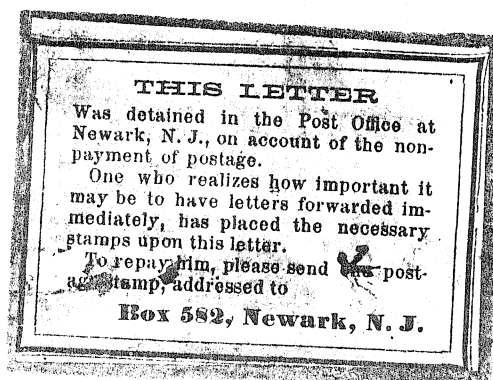 THIS LETTER
Was detained in the Post Office at
Newark, N. J., on account of the non-
payment of postage.
One who realizes how important it
may be to have letters forwarded im-
mediately, has placed the necessary
stamps upon this letter.
To repay him, please send post-
age stamp, addressed to
Box 582, Newark, N. J.